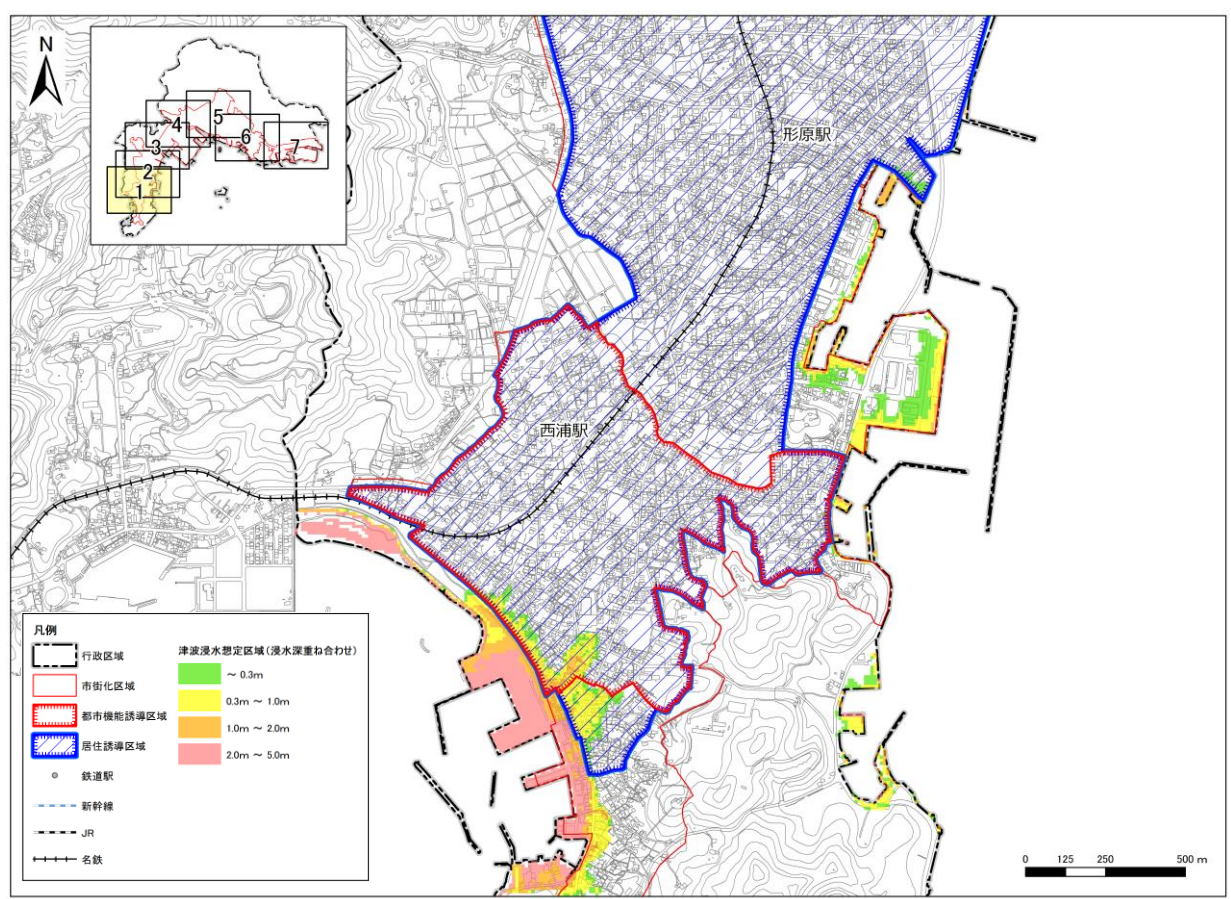 N
5
4
6
7
3
2
1
形原駅
西浦駅
凡例
行政区域
市街化区域
都市機能誘導区域
居住誘導区域
鉄道駅
新幹線
JR
名鉄
津波浸水想定区域(浸水深重ね合わせ)
～ 0.3m
0.3m ～ 1.0m
1.0m ～ 2.0m
2.0m ～ 5.0m
0 125 250 500 m